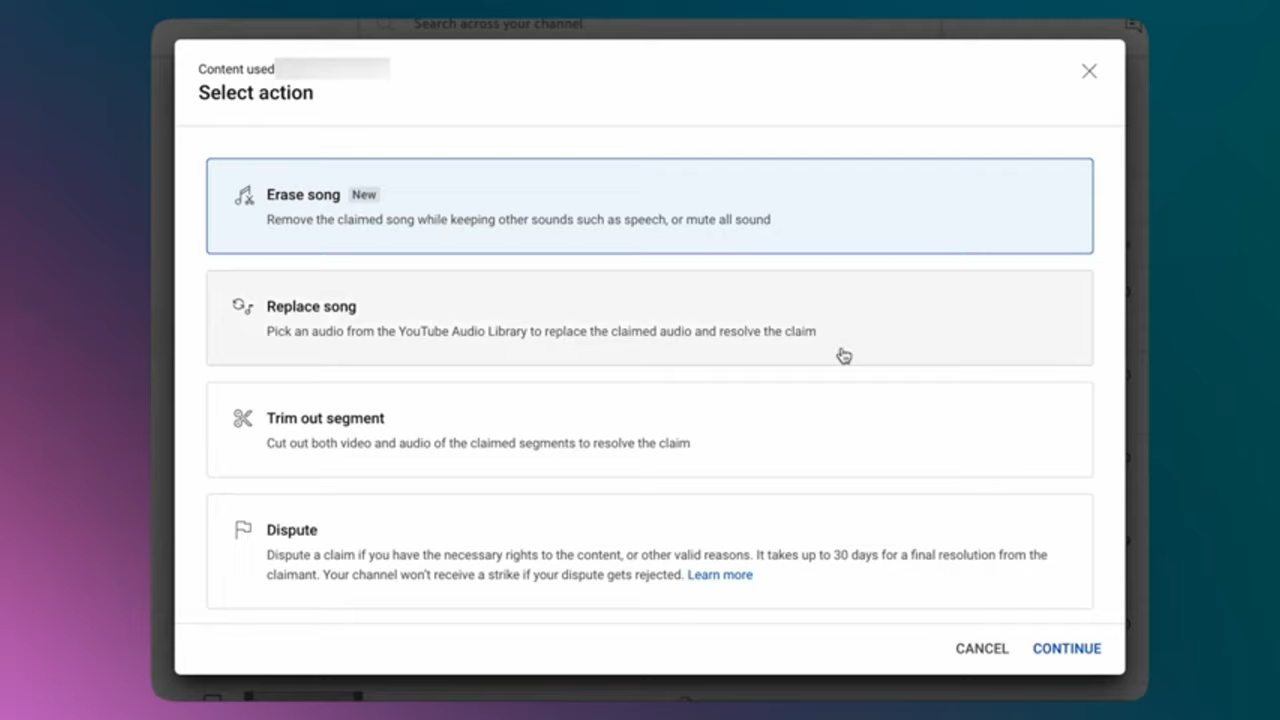 Search across your channel
Content used
Select action
Erase song New
Remove the claimed song while keeping other sounds such as speech, or mute all sound
Replace song
Pick an audio from the YouTube Audio Library to replace the claimed audio and resolve the claim
Trim out segment
Cut out both video and audio of the claimed segments to resolve the claim
Dispute
Dispute a claim if you have the necessary rights to the content, or other valid reasons. It takes up to 30 days for a final resolution from the
claimant. Your channel won't receive a strike if your dispute gets rejected. Learn more
CANCEL CONTINUE